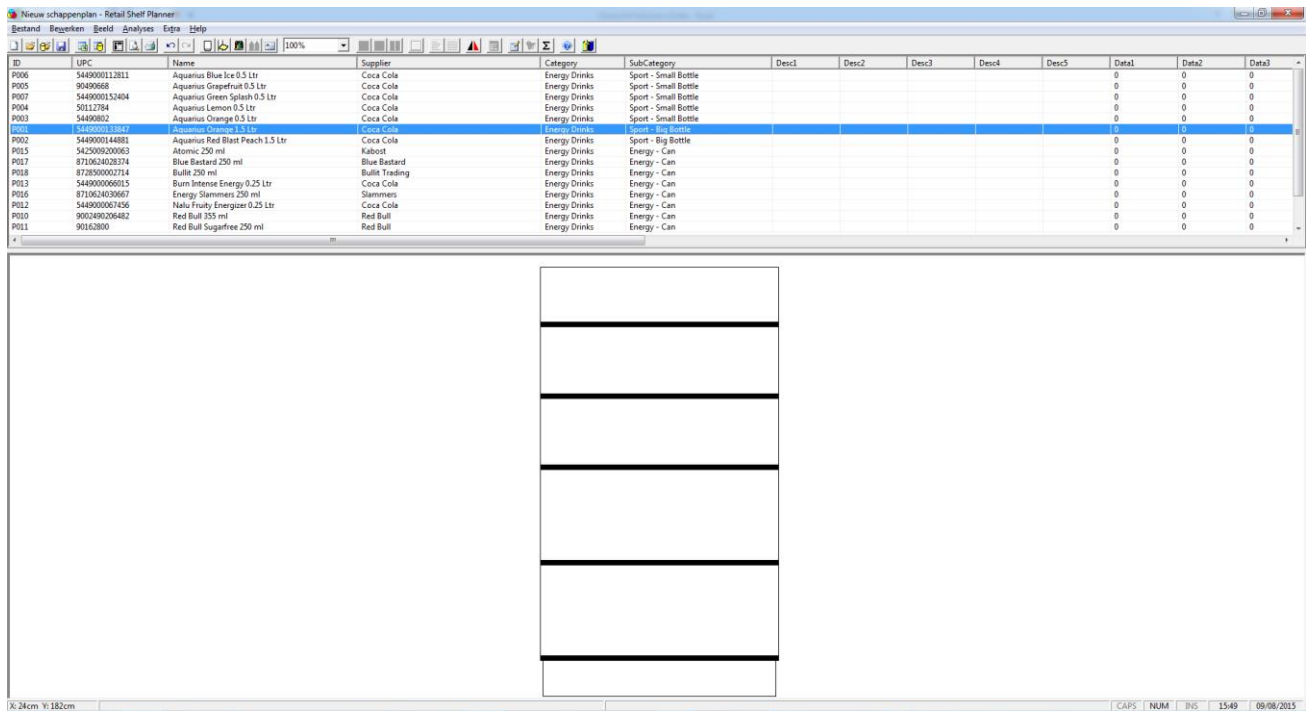 Nieuw schappenplan - Retail Shelf Planner
Bestand Bewerken Beeld Analyses Extra Help
100%
ID UPC Name Supplier Category SubCategory Desc1 Desc2 Desc3 Desc4 Desc5 Data1 Data2 Data3
P006 5449000112811 Aquarius Blue Ice 0.5 Ltr Coca Cola Energy Drinks Sport - Small Bottle 0 0 0
P005 90490668 Aquarius Grapefruit 0.5 Ltr Coca Cola Energy Drinks Sport - Small Bottle 0 0 0
P007 5449000152404 Aquarius Green Splash 0.5 Ltr Coca Cola Energy Drinks Sport - Small Bottle 0 0 0
P004 50112784 Aquarius Lemon 0.5 Ltr Coca Cola Energy Drinks Sport - Small Bottle 0 0 0
P003 54490802 Aquarius Orange 0.5 Ltr Coca Cola Energy Drinks Sport - Small Bottle 0 0 0
P001 5449000133847 Aquarius Orange 1.5 Ltr Coca Cola Energy Drinks Sport - Big Bottle 0 0 0
P002 5449000144881 Aquarius Red Blast Peach 1.5 Ltr Coca Cola Energy Drinks Sport - Big Bottle 0 0 0
P015 5425009200063 Atomic 250 ml Kabost Energy Drinks Energy - Can 0 0 0
P017 8710624028374 Blue Bastard 250 ml Blue Bastard Energy Drinks Energy - Can 0 0 0
P018 8728500002714 Bullit 250 ml Bullit Trading Energy Drinks Energy - Can 0 0 0
P013 5449000066015 Burn Intense Energy 0.25 Ltr Coca Cola Energy Drinks Energy - Can 0 0 0
P016 8710624030667 Energy Slammers 250 ml Slammers Energy Drinks Energy - Can 0 0 0
P012 5449000067456 Nalu Fruity Energizer 0.25 Ltr Coca Cola Energy Drinks Energy - Can 0 0 0
P010 9002490206482 Red Bull 355 ml Red Bull Energy Drinks Energy - Can 0 0 0
P011 90162800 Red Bull Sugarfree 250 ml Red Bull Energy Drinks Energy - Can 0 0 0
X: 24cm Y: 182cm CAPS NUM INS 15:49 09/08/2015